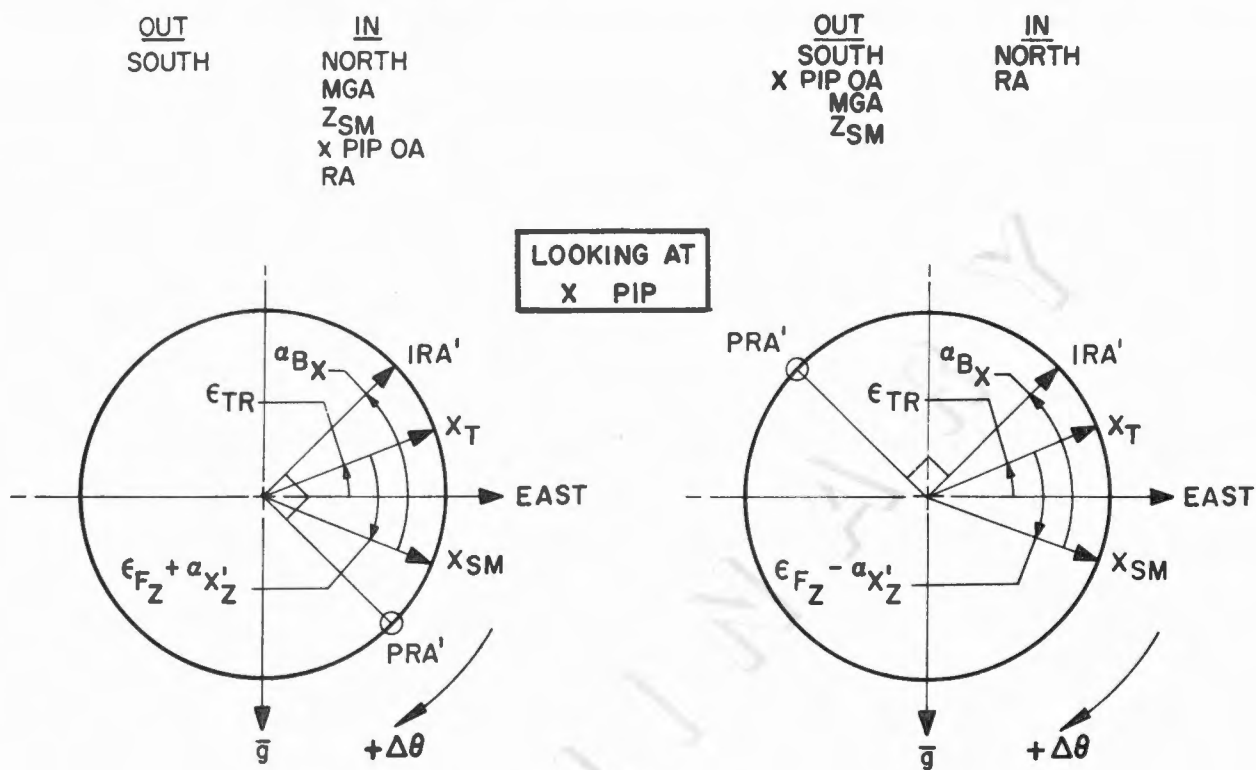 OUT
SOUTH
IN
NORTH
MGA
ZSM
X PIP OA
RA
OUT
SOUTH
X PIP OA
MGA
ZSM
IN
NORTH
RA
LOOKING AT
X PIP
αBX
IRA'
ϵTR
XT
EAST
XSM
ϵFZ + αX'Z
PRA'
ḡ
+Δθ
PRA'
αBX
IRA'
ϵTR
XT
EAST
XSM
ϵFZ - αX'Z
ḡ
+Δθ